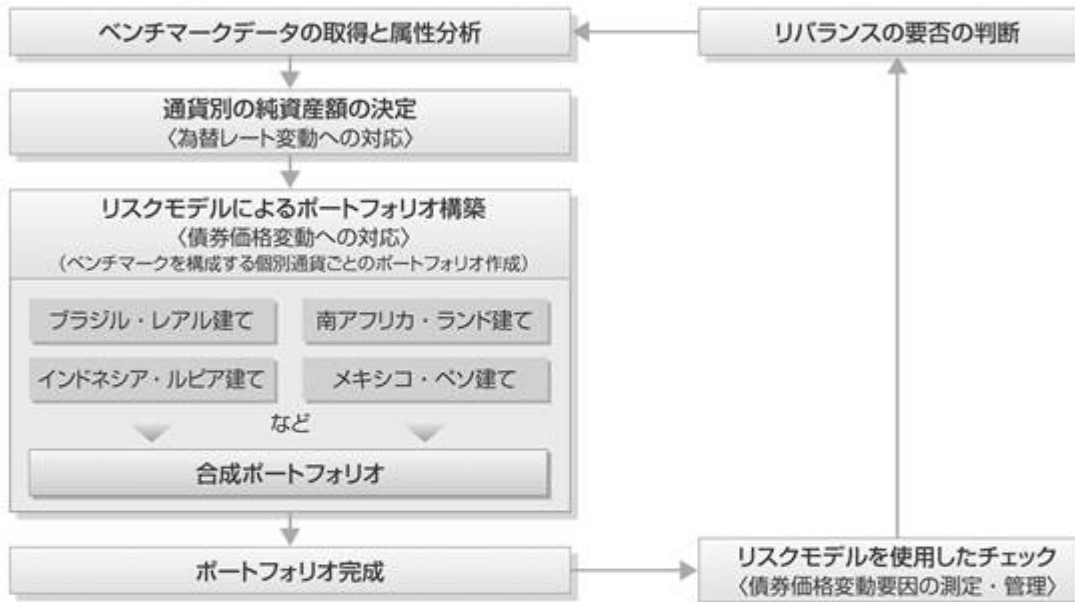 ベンチマークデータの取得と属性分析
リバランスの要否の判断
通貨別の純資産額の決定
〈為替レート変動への対応〉
リスクモデルによるポートフォリオ構築
〈債券価格変動への対応〉
(ベンチマークを構成する個別通貨ごとのポートフォリオ作成)
ブラジル・レアル建て
南アフリカ・ランド建て
インドネシア・ルピア建て
メキシコ・ペソ建て
など
合成ポートフォリオ
ポートフォリオ完成
リスクモデルを使用したチェック
〈債券価格変動要因の測定・管理〉